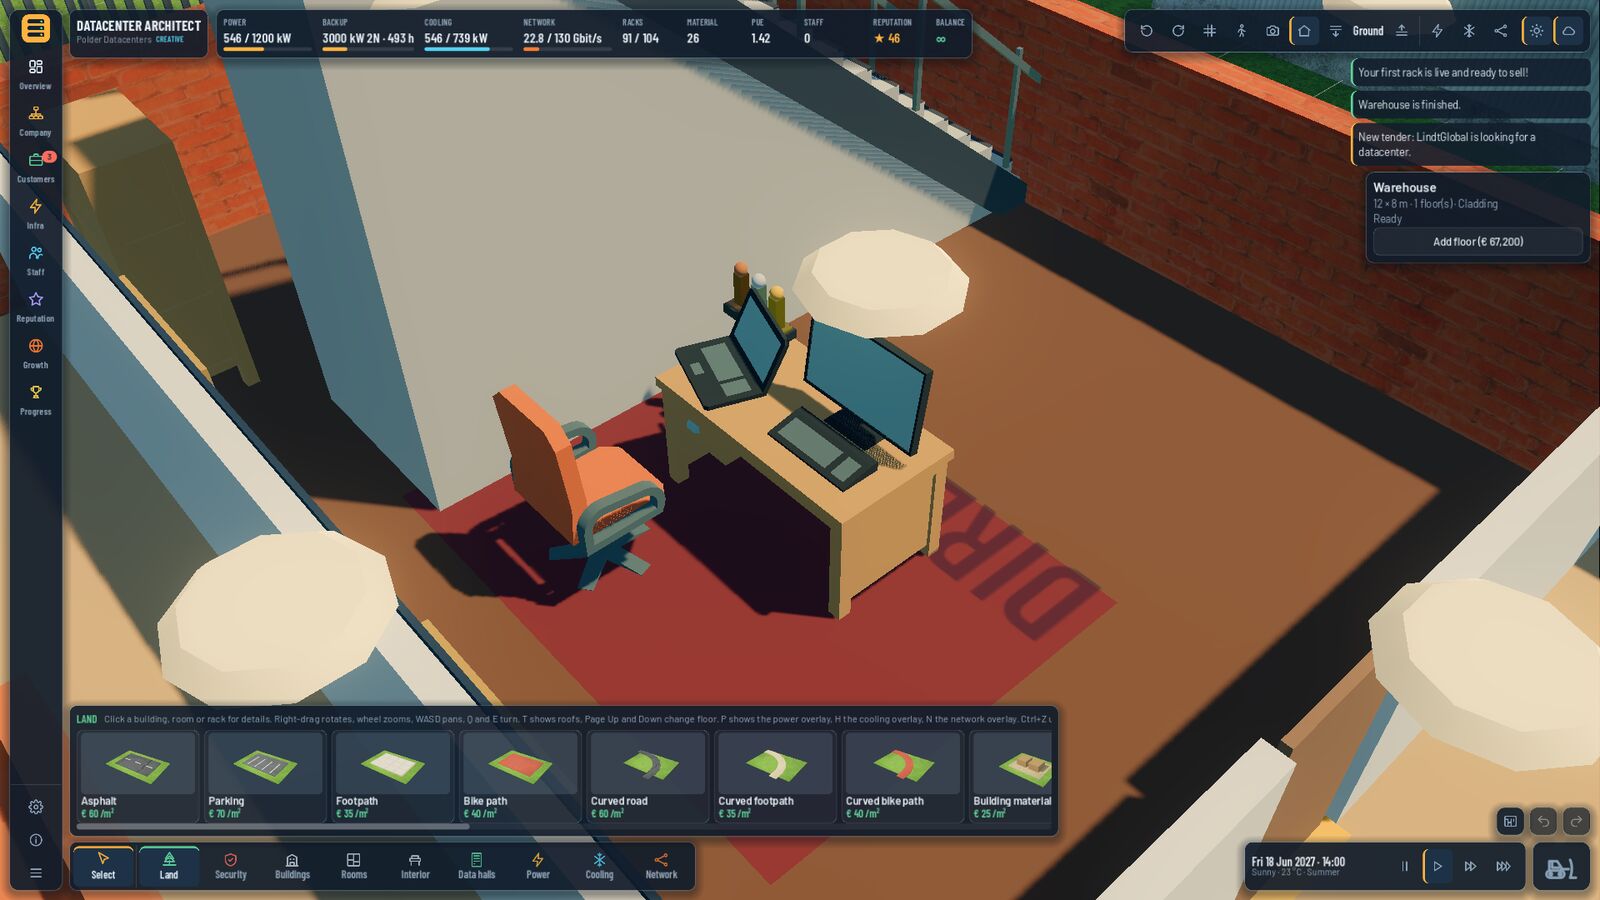 DATACENTER ARCHITECT
Polder Datacenters CREATIVE
POWER
546 / 1200 kW
BACKUP
3000 kW 2N · 493 h
COOLING
546 / 739 kW
NETWORK
22.8 / 130 Gbit/s
RACKS
91 / 104
MATERIAL
26
PUE
1.42
STAFF
0
REPUTATION
★ 46
BALANCE
∞
Ground
Overview
Company
3
Customers
Infra
Staff
Reputation
Growth
Progress
Your first rack is live and ready to sell!
Warehouse is finished.
New tender: LindtGlobal is looking for a
datacenter.
Warehouse
12 × 8 m · 1 floor(s) · Cladding
Ready
Add floor (€ 67,200)
LAND Click a building, room or rack for details. Right-drag rotates, wheel zooms, WASD pans, Q and E turn. T shows roofs, Page Up and Down change floor. P shows the power overlay, H the cooling overlay, N the network overlay. Ctrl+Z
Asphalt
€ 60 /m²
Parking
€ 70 /m²
Footpath
€ 35 /m²
Bike path
€ 40 /m²
Curved road
€ 60 /m²
Curved footpath
€ 35 /m²
Curved bike path
€ 40 /m²
Building material
€ 25 /m²
Select
Land
Security
Buildings
Rooms
Interior
Data halls
Power
Cooling
Network
Fri 18 Jun 2027 · 14:00
Sunny · 23 °C · Summer